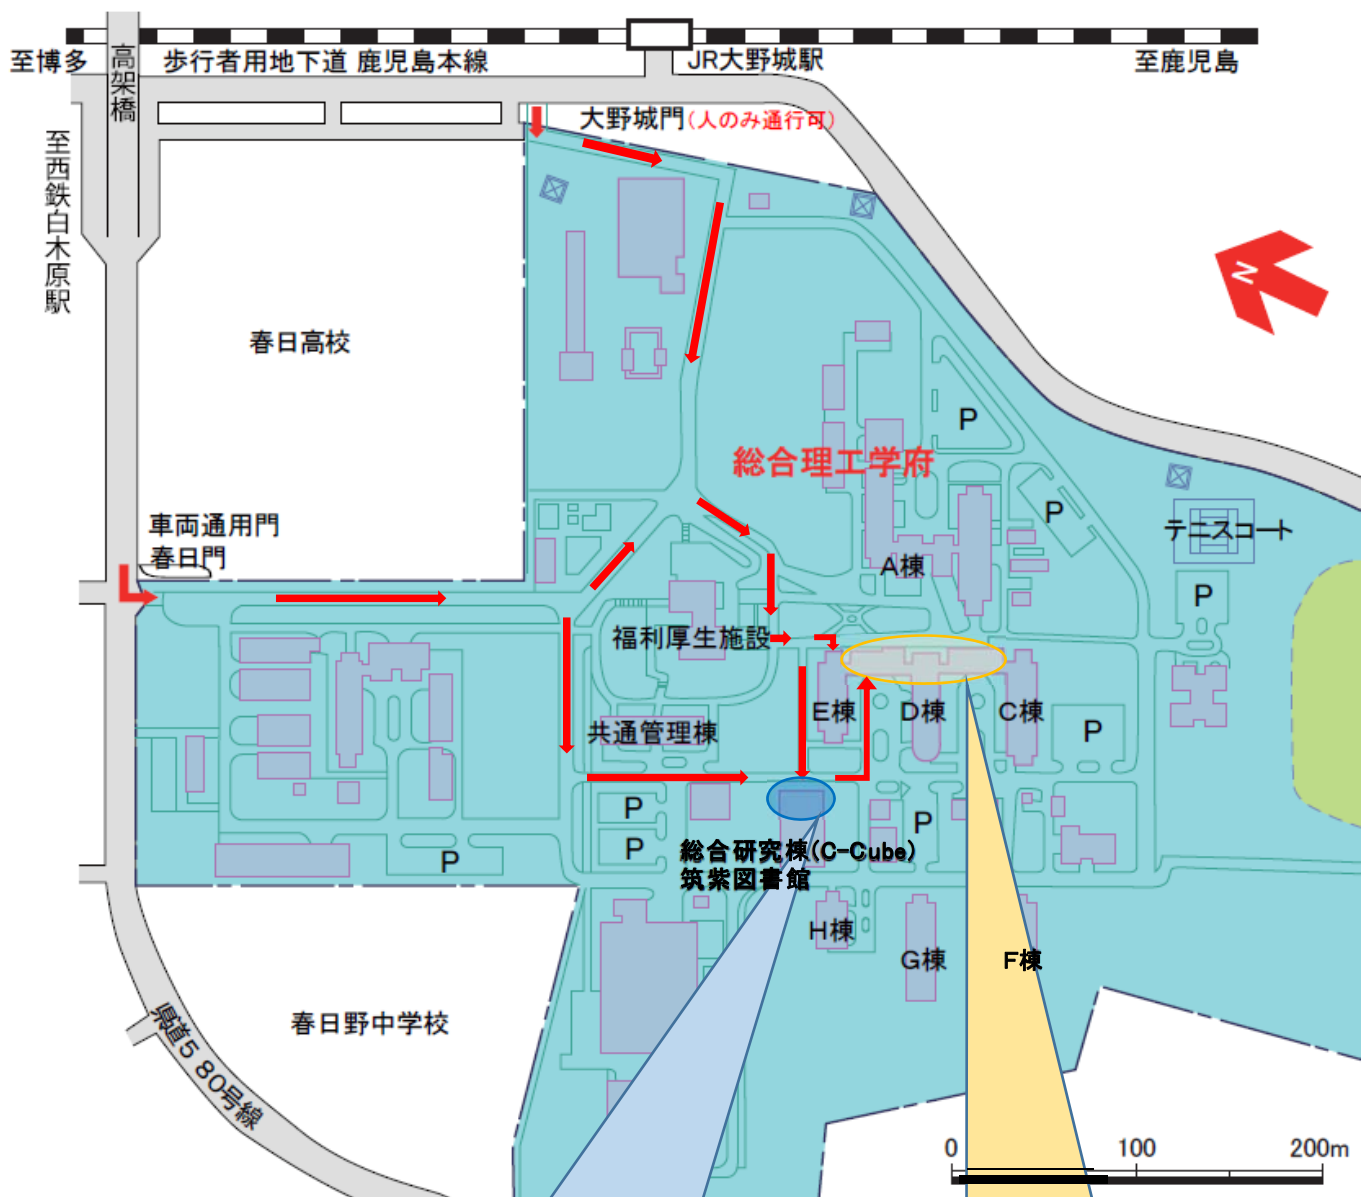 至博多
高架橋
歩行者用地下道 鹿児島本線
JR大野城駅
至鹿児島
大野城門(人のみ通行可)
至西鉄白木原駅
N
春日高校
P
総合理工学府
P
車両通用門
春日門
テニスコート
A棟
P
福利厚生施設
E棟
D棟
C棟
共通管理棟
P
P
P
P
P
総合研究棟(C-Cube)
筑紫図書館
H棟
G棟
F棟
春日野中学校
県道580号線
0 100 200m